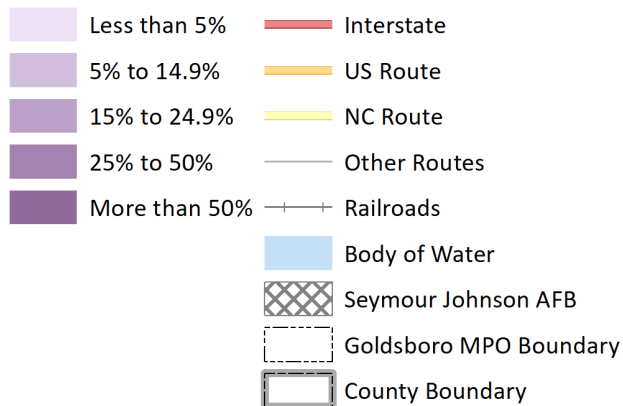 Less than 5%
5% to 14.9%
15% to 24.9%
25% to 50%
More than 50%
Interstate
US Route
NC Route
Other Routes
Railroads
Body of Water
Seymour Johnson AFB
Goldsboro MPO Boundary
County Boundary